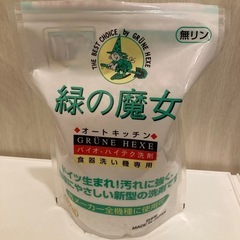 THE BEST CHOICE by GRÜNE HEXE
無リン
緑の魔女
オートキッチン
GRÜNE HEXE
バイオ・ハイテク洗剤
食器洗い機専用
ドイツ生まれ!汚れに強く
にやさしい新型の洗剤で
メーカー全機種に使用